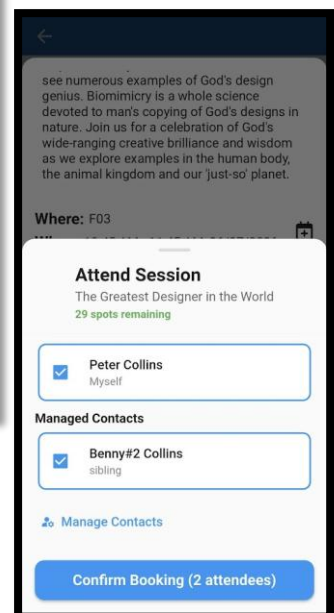 see numerous examples of God's design
genius. Biomimicry is a whole science
devoted to man's copying of God's designs in
nature. Join us for a celebration of God's
wide-ranging creative brilliance and wisdom
as we explore examples in the human body,
the animal kingdom and our 'just-so' planet.
Where: F03
Attend Session
The Greatest Designer in the World
29 spots remaining
Peter Collins
Myself
Managed Contacts
Benny#2 Collins
sibling
Manage Contacts
Confirm Booking (2 attendees)